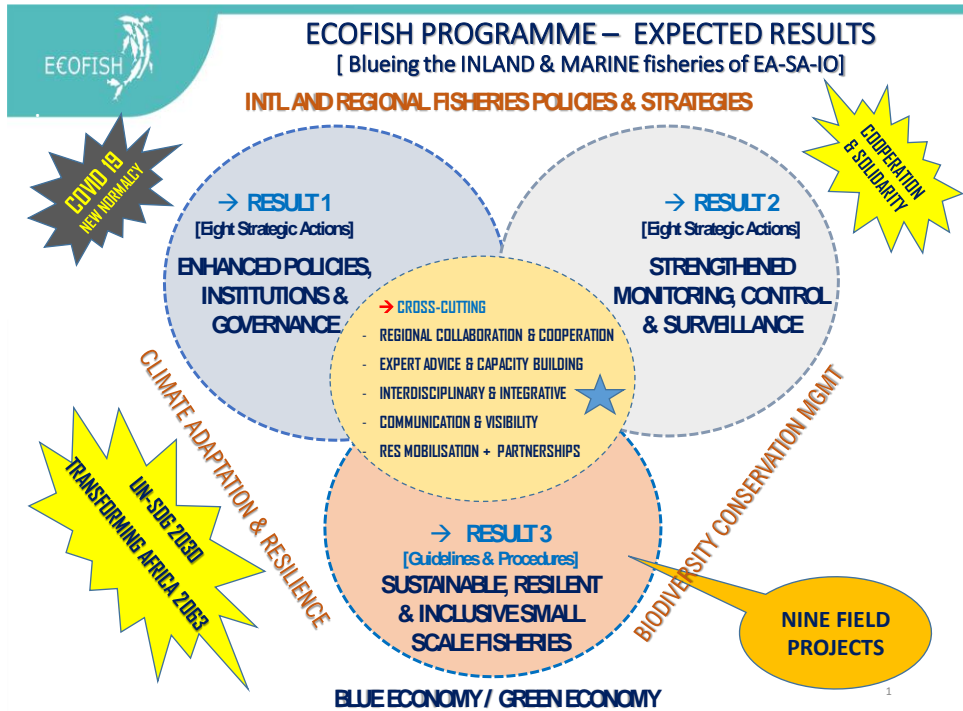 E€OFISH
ECOFISH PROGRAMME – EXPECTED RESULTS
[ Blueing the INLAND & MARINE fisheries of EA-SA-IO]
INTL AND REGIONAL FISHERIES POLICIES & STRATEGIES
COVID 19
NEW NORMALCY
COOPERATION
& SOLIDARITY
→ RESULT 1
[Eight Strategic Actions]
ENHANCED POLICIES,
INSTITUTIONS &
GOVERNANCE
→ RESULT 2
[Eight Strategic Actions]
STRENGTHENED
MONITORING, CONTROL
& SURVEILLANCE
→ CROSS-CUTTING
- REGIONAL COLLABORATION & COOPERATION
- EXPERT ADVICE & CAPACITY BUILDING
- INTERDISCIPLINARY & INTEGRATIVE
- COMMUNICATION & VISIBILITY
- RES MOBILISATION + PARTNERSHIPS
CLIMATE ADAPTATION & RESILIENCE
BIODIVERSITY CONSERVATION MGMT
UN-SDG 2030
TRANSFORMING AFRICA 2063
→ RESULT 3
[Guidelines & Procedures]
SUSTAINABLE, RESILENT
& INCLUSIVE SMALL
SCALE FISHERIES
NINE FIELD
PROJECTS
BLUE ECONOMY / GREEN ECONOMY
1